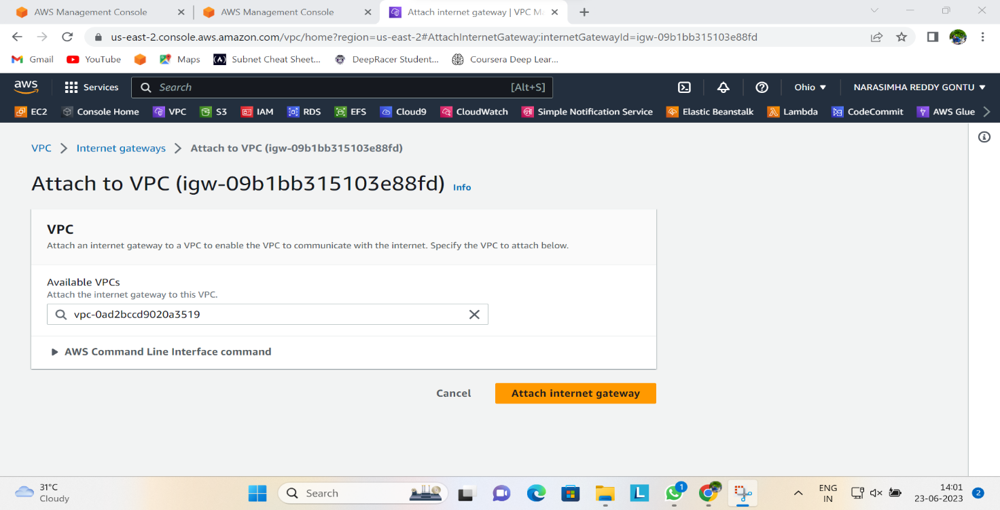 AWS Management Console
AWS Management Console
Attach internet gateway | VPC Ma
us-east-2.console.aws.amazon.com/vpc/home?region=us-east-2#AttachInternetGateway:internetGatewayId=igw-09b1bb315103e88fd
Gmail YouTube Maps Subnet Cheat Sheet... DeepRacer Student... Coursera Deep Lear...
aws Services Search [Alt+S] Ohio NARASIMHA REDDY GONTU
EC2 Console Home VPC S3 IAM RDS EFS Cloud9 CloudWatch Simple Notification Service Elastic Beanstalk Lambda CodeCommit AWS Glue
VPC Internet gateways Attach to VPC (igw-09b1bb315103e88fd)
Attach to VPC (igw-09b1bb315103e88fd) Info
VPC
Attach an internet gateway to a VPC to enable the VPC to communicate with the internet. Specify the VPC to attach below.
Available VPCs
Attach the internet gateway to this VPC.
vpc-0ad2bccd9020a3519
AWS Command Line Interface command
Cancel Attach internet gateway
31°C
Cloudy
Search
L
1
ENG
IN
14:01
23-06-2023
2